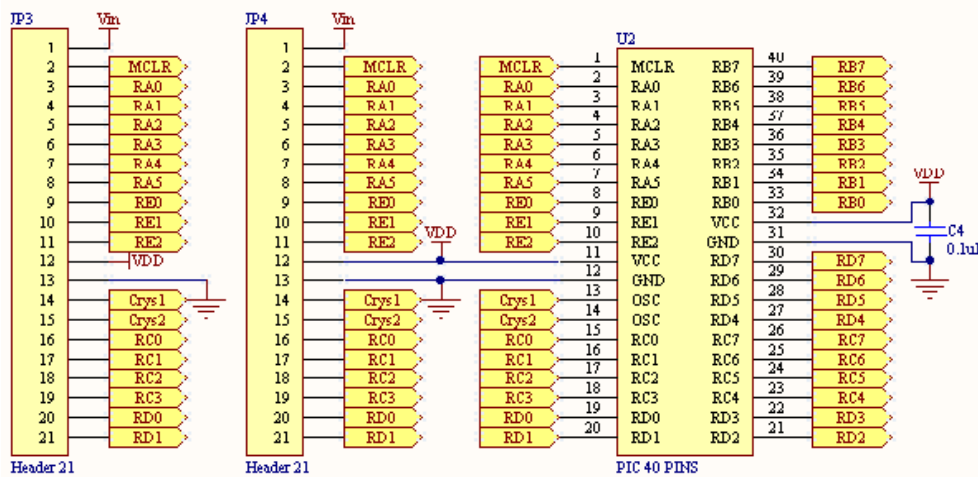 JP3
Vin
1
2 MCLR
3 RA0
4 RA1
5 RA2
6 RA3
7 RA4
8 RA5
9 RE0
10 RE1
11 RE2
12 VDD
13
14 Crys1
15 Crys2
16 RC0
17 RC1
18 RC2
19 RC3
20 RD0
21 RD1
Header 21
JP4
Vin
1
2 MCLR
3 RA0
4 RA1
5 RA2
6 RA3
7 RA4
8 RA5
9 RE0
10 RE1
11 RE2
VDD
12
13
14 Crys1
15 Crys2
16 RC0
17 RC1
18 RC2
19 RC3
20 RD0
21 RD1
Header 21
U2
MCLR 1 MCLR RB7 40 RB7
RA0 2 RA0 RB6 39 RB6
RA1 3 RA1 RB5 38 RB5
RA2 4 RA2 RB4 37 RB4
RA3 5 RA3 RB3 36 RB3
RA4 6 RA4 RB2 35 RB2
RA5 7 RA5 RB1 34 RB1
RE0 8 RE0 RB0 33 RB0
RE1 9 RE1 VCC 32
RE2 10 RE2 GND 31
11 VCC RD7 30 RD7
12 GND RD6 29 RD6
Crys1 13 OSC RD5 28 RD5
Crys2 14 OSC RD4 27 RD4
RC0 15 RC0 RC7 26 RC7
RC1 16 RC1 RC6 25 RC6
RC2 17 RC2 RC5 24 RC5
RC3 18 RC3 RC4 23 RC4
RD0 19 RD0 RD3 22 RD3
RD1 20 RD1 RD2 21 RD2
PIC 40 PINS
VDD
C4